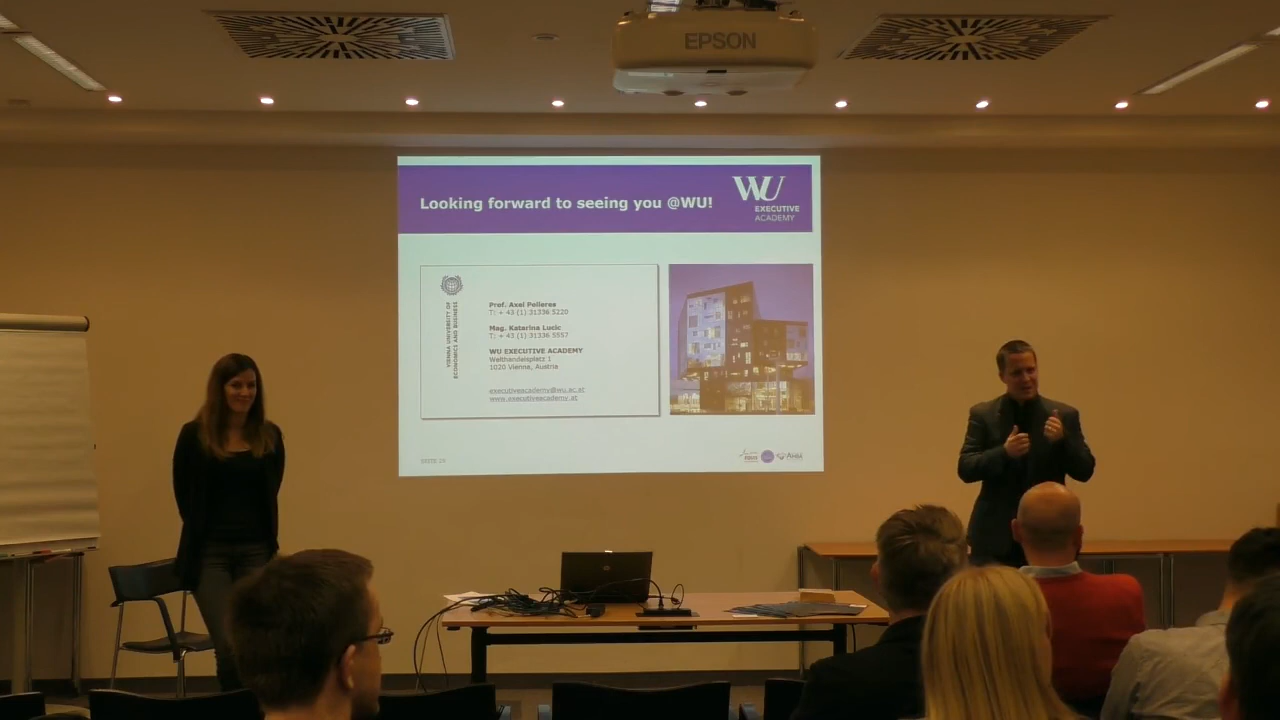 EPSON
Looking forward to seeing you @WU!
WU
EXECUTIVE
ACADEMY
VIENNA UNIVERSITY OF
ECONOMICS AND BUSINESS
Prof. Axel Polleres
T: + 43 (1) 31336 5220
Mag. Katarina Lucic
T: + 43 (1) 31336 5557
WU EXECUTIVE ACADEMY
Welthandelsplatz 1
1020 Vienna, Austria
executiveacademy@wu.ac.at
www.executiveacademy.at
AMBA